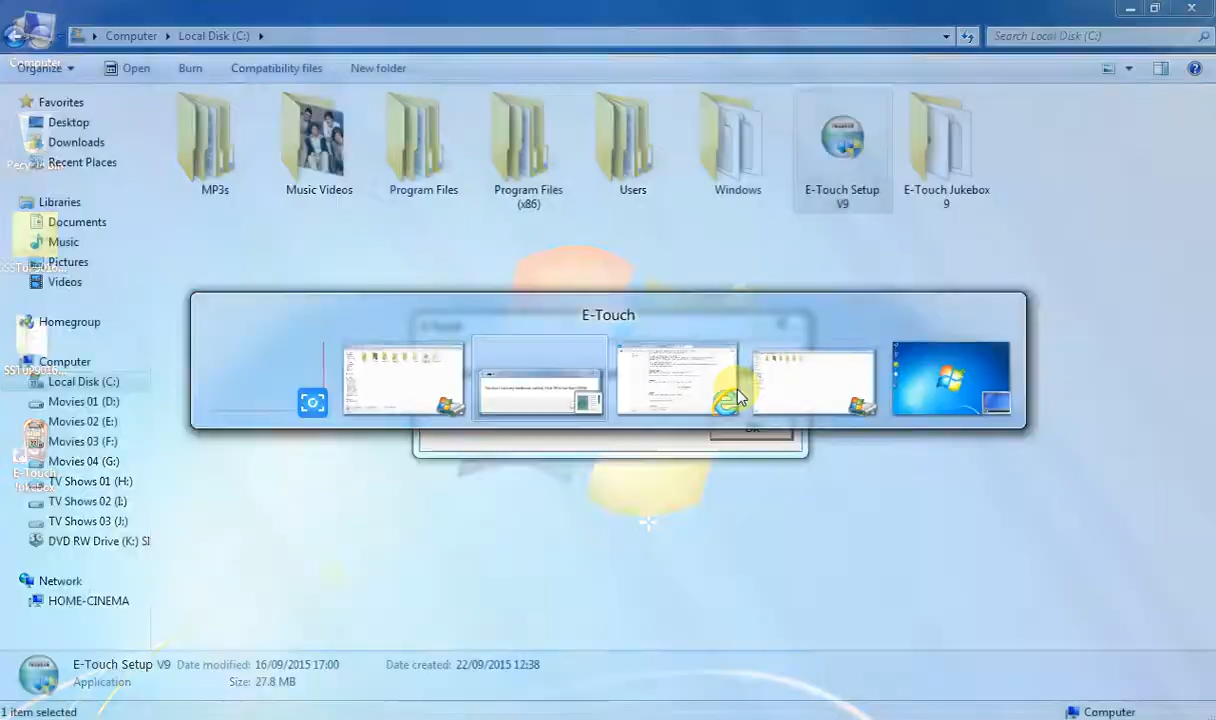 Computer
Local Disk (C:)
Search Local Disk (C:)
Organize
Open
Burn
Compatibility files
New folder
Favorites
Desktop
Downloads
Recent Places
Libraries
Documents
Music
Pictures
Videos
Homegroup
Computer
Local Disk (C:)
Movies 01 (D:)
Movies 02 (E:)
Movies 03 (F:)
Movies 04 (G:)
TV Shows 01 (H:)
TV Shows 02 (I:)
TV Shows 03 (J:)
DVD RW Drive (K:) SI
Network
HOME-CINEMA
Computer
E-Touch
Jukebox
MP3s
Music Videos
Program Files
Program Files
(x86)
Users
Windows
E-Touch Setup
V9
E-Touch Jukebox
9
E-Touch
E-Touch Setup V9
Date modified: 16/09/2015 17:00
Date created: 22/09/2015 12:38
Application
Size: 27.8 MB
1 item selected
Computer